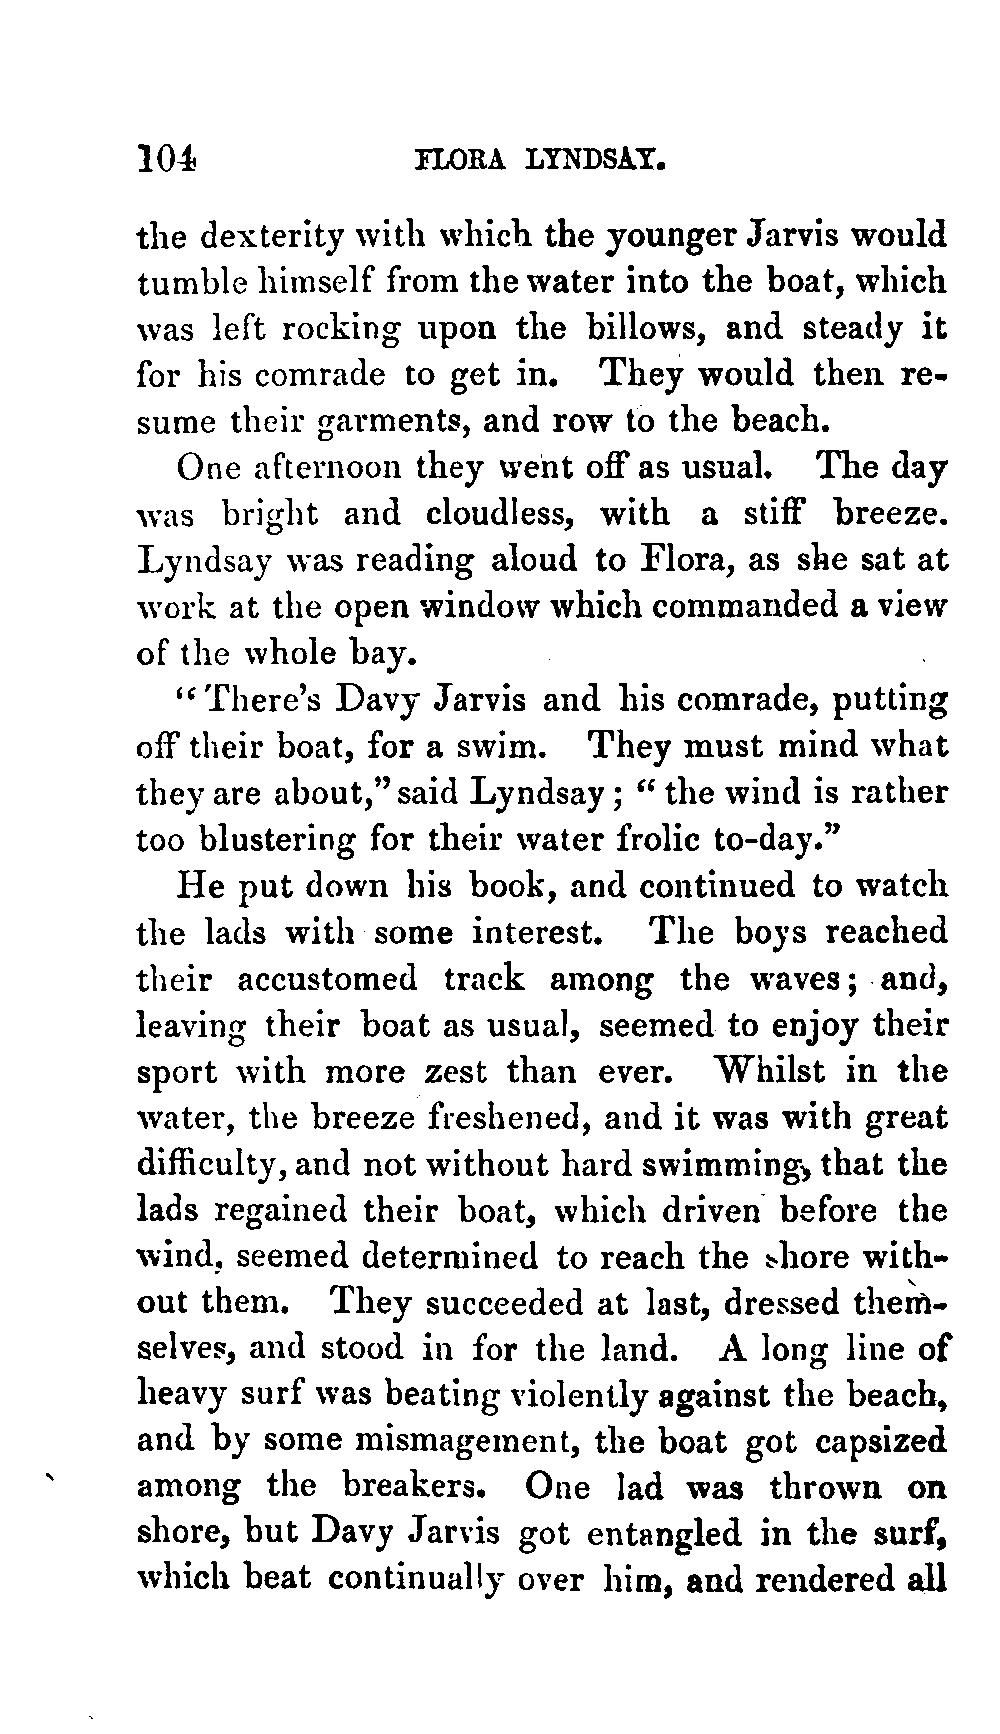 104 FLORA LYNDSAY.
the dexterity with which the younger Jarvis would
tumble himself from the water into the boat, which
was left rocking upon the billows, and steady it
for his comrade to get in. They would then re-
sume their garments, and row to the beach.
One afternoon they went off as usual. The day
was bright and cloudless, with a stiff breeze.
Lyndsay was reading aloud to Flora, as she sat at
work at the open window which commanded a view
of the whole bay.
"There's Davy Jarvis and his comrade, putting
off their boat, for a swim. They must mind what
they are about," said Lyndsay; "the wind is rather
too blustering for their water frolic to-day."
He put down his book, and continued to watch
the lads with some interest. The boys reached
their accustomed track among the waves; and,
leaving their boat as usual, seemed to enjoy their
sport with more zest than ever. Whilst in the
water, the breeze freshened, and it was with great
difficulty, and not without hard swimming, that the
lads regained their boat, which driven before the
wind, seemed determined to reach the shore with-
out them. They succeeded at last, dressed them-
selves, and stood in for the land. A long line of
heavy surf was beating violently against the beach,
and by some mismagement, the boat got capsized
among the breakers. One lad was thrown on
shore, but Davy Jarvis got entangled in the surf,
which beat continually over him, and rendered all